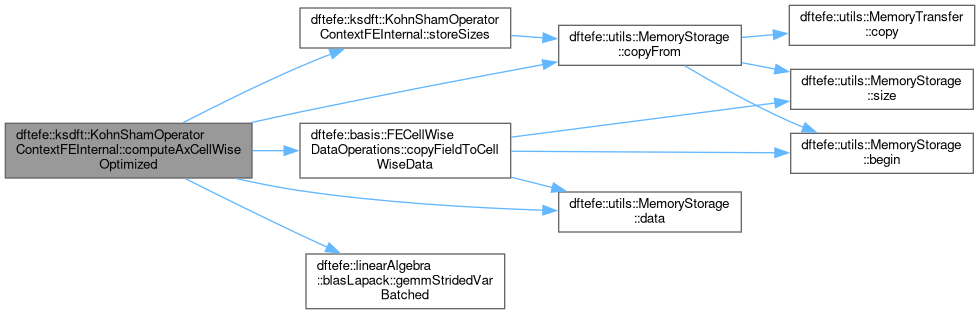 dftefe::ksdft::KohnShamOperator
ContextFEInternal::computeAxCellWise
Optimized
dftefe::ksdft::KohnShamOperator
ContextFEInternal::storeSizes
dftefe::basis::FECellWise
DataOperations::copyFieldToCell
WiseData
dftefe::linearAlgebra
::blasLapack::gemmStridedVar
Batched
dftefe::utils::MemoryStorage
::copyFrom
dftefe::utils::MemoryStorage
::data
dftefe::utils::MemoryTransfer
::copy
dftefe::utils::MemoryStorage
::size
dftefe::utils::MemoryStorage
::begin